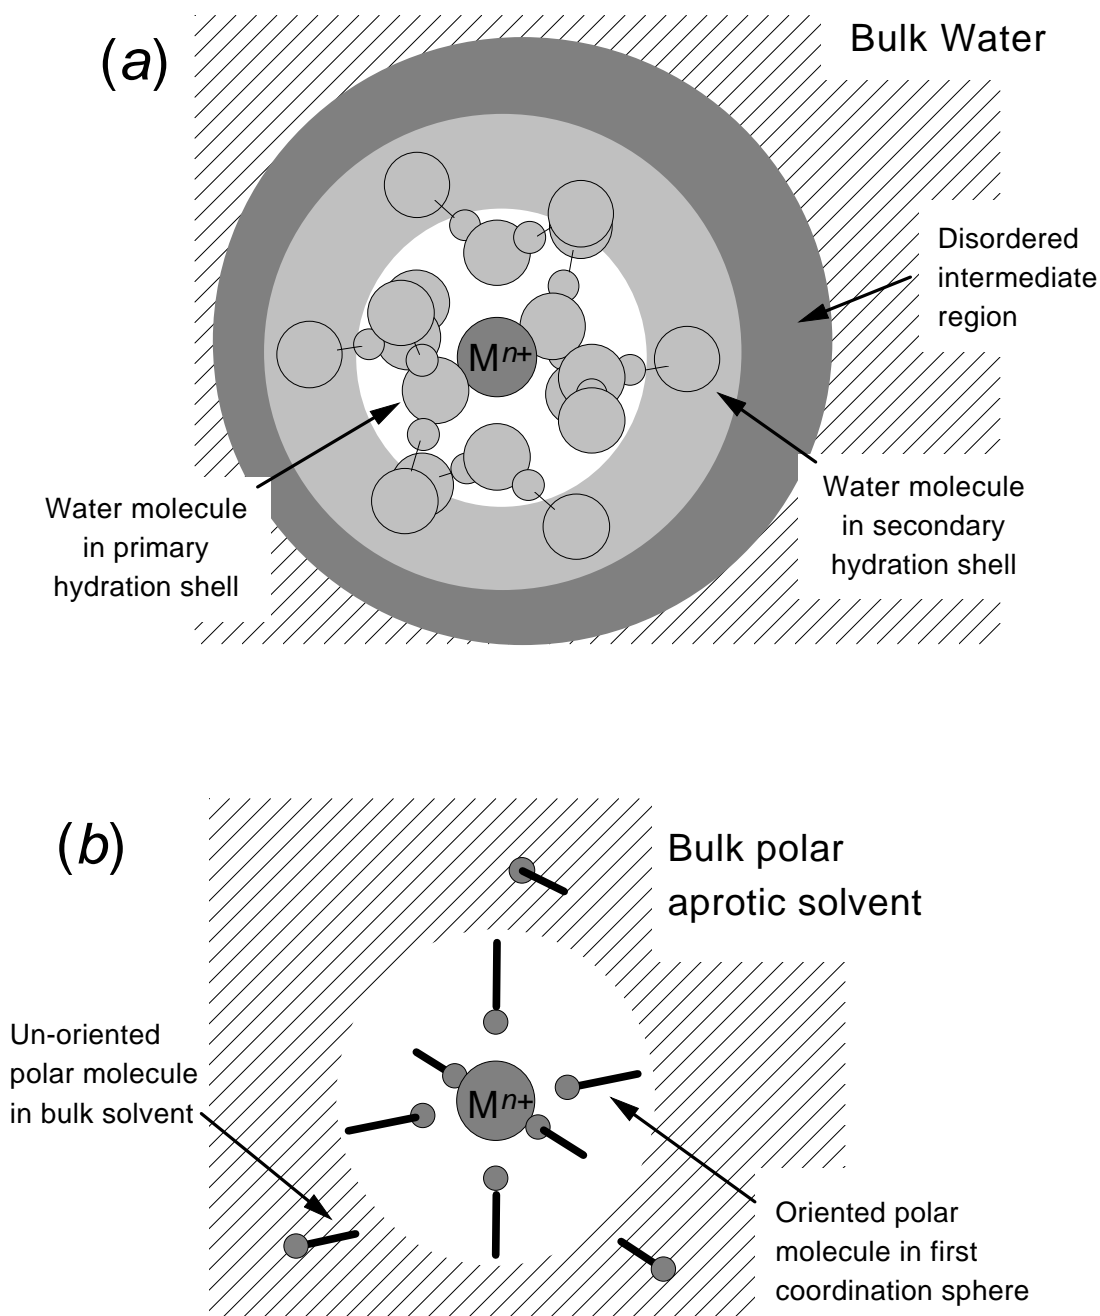 (a)
Bulk Water
Disordered
intermediate
region
Mn+
Water molecule
in primary
hydration shell
Water molecule
in secondary
hydration shell
(b)
Bulk polar
aprotic solvent
Un-oriented
polar molecule
in bulk solvent
Mn+
Oriented polar
molecule in first
coordination sphere